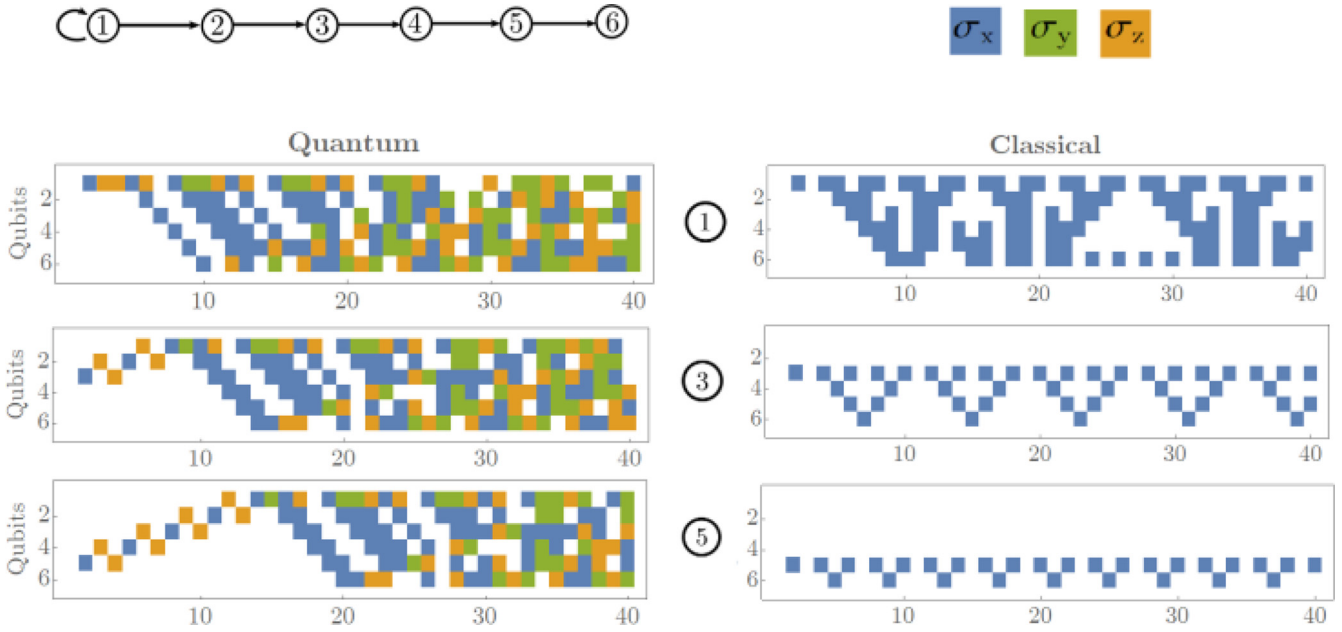 1 2 3 4 5 6 σx σy σz
Quantum Classical
Qubits 2 4 6 1 2 4 6
10 20 30 40 10 20 30 40
Qubits 2 4 6 3 2 4 6
10 20 30 40 10 20 30 40
Qubits 2 4 6 5 2 4 6
10 20 30 40 10 20 30 40